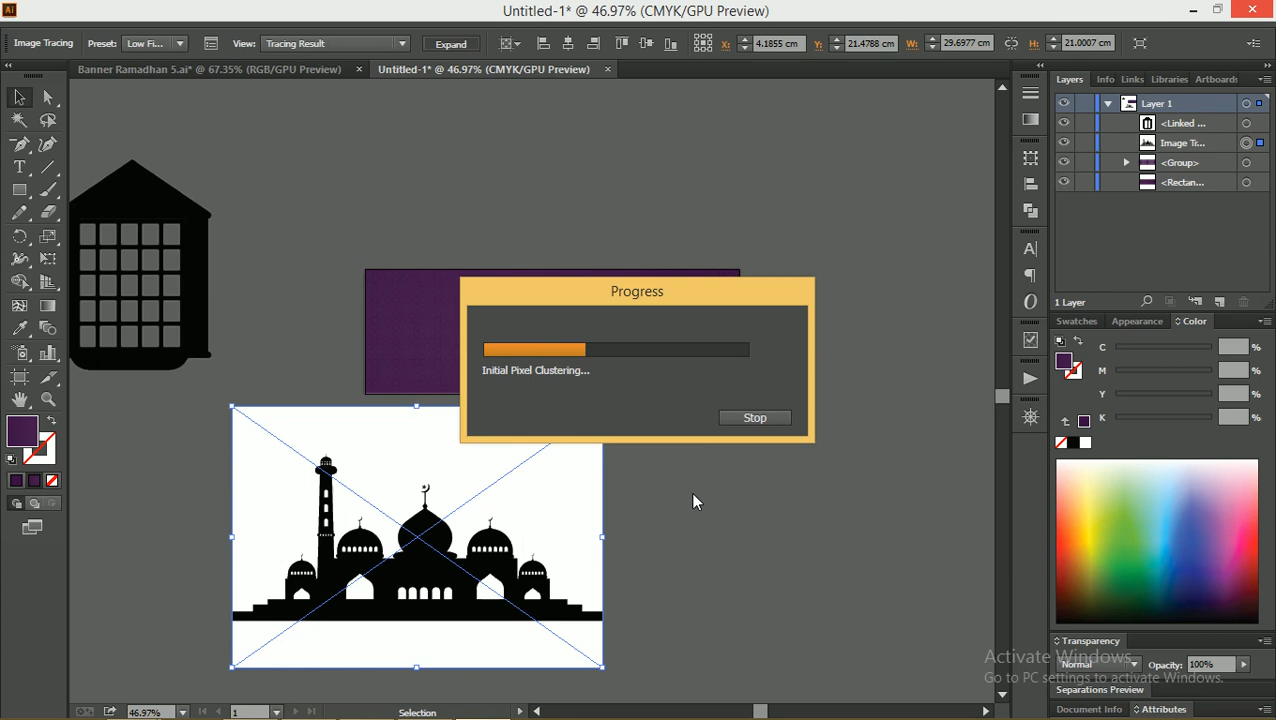 Ai
Untitled-1* @ 46.97% (CMYK/GPU Preview)
Image Tracing
Preset: Low Fi...
View: Tracing Result
Expand
X: 4.1855 cm
Y: 21.4788 cm
W: 29.6977 cm
H: 21.0007 cm
Banner Ramadhan 5.ai* @ 67.35% (RGB/GPU Preview) ×
Untitled-1* @ 46.97% (CMYK/GPU Preview) ×
Layers Info Links Libraries Artboards
Layer 1
<Linked ...
Image Tr...
<Group>
<Rectan...
1 Layer
Progress
Initial Pixel Clustering...
Stop
Swatches Appearance Color
C %
M %
Y %
K %
Transparency
Normal Opacity: 100%
Activate Windows
Go to PC settings to activate Windows.
Separations Preview
Document Info Attributes
46.97% 1 Selection